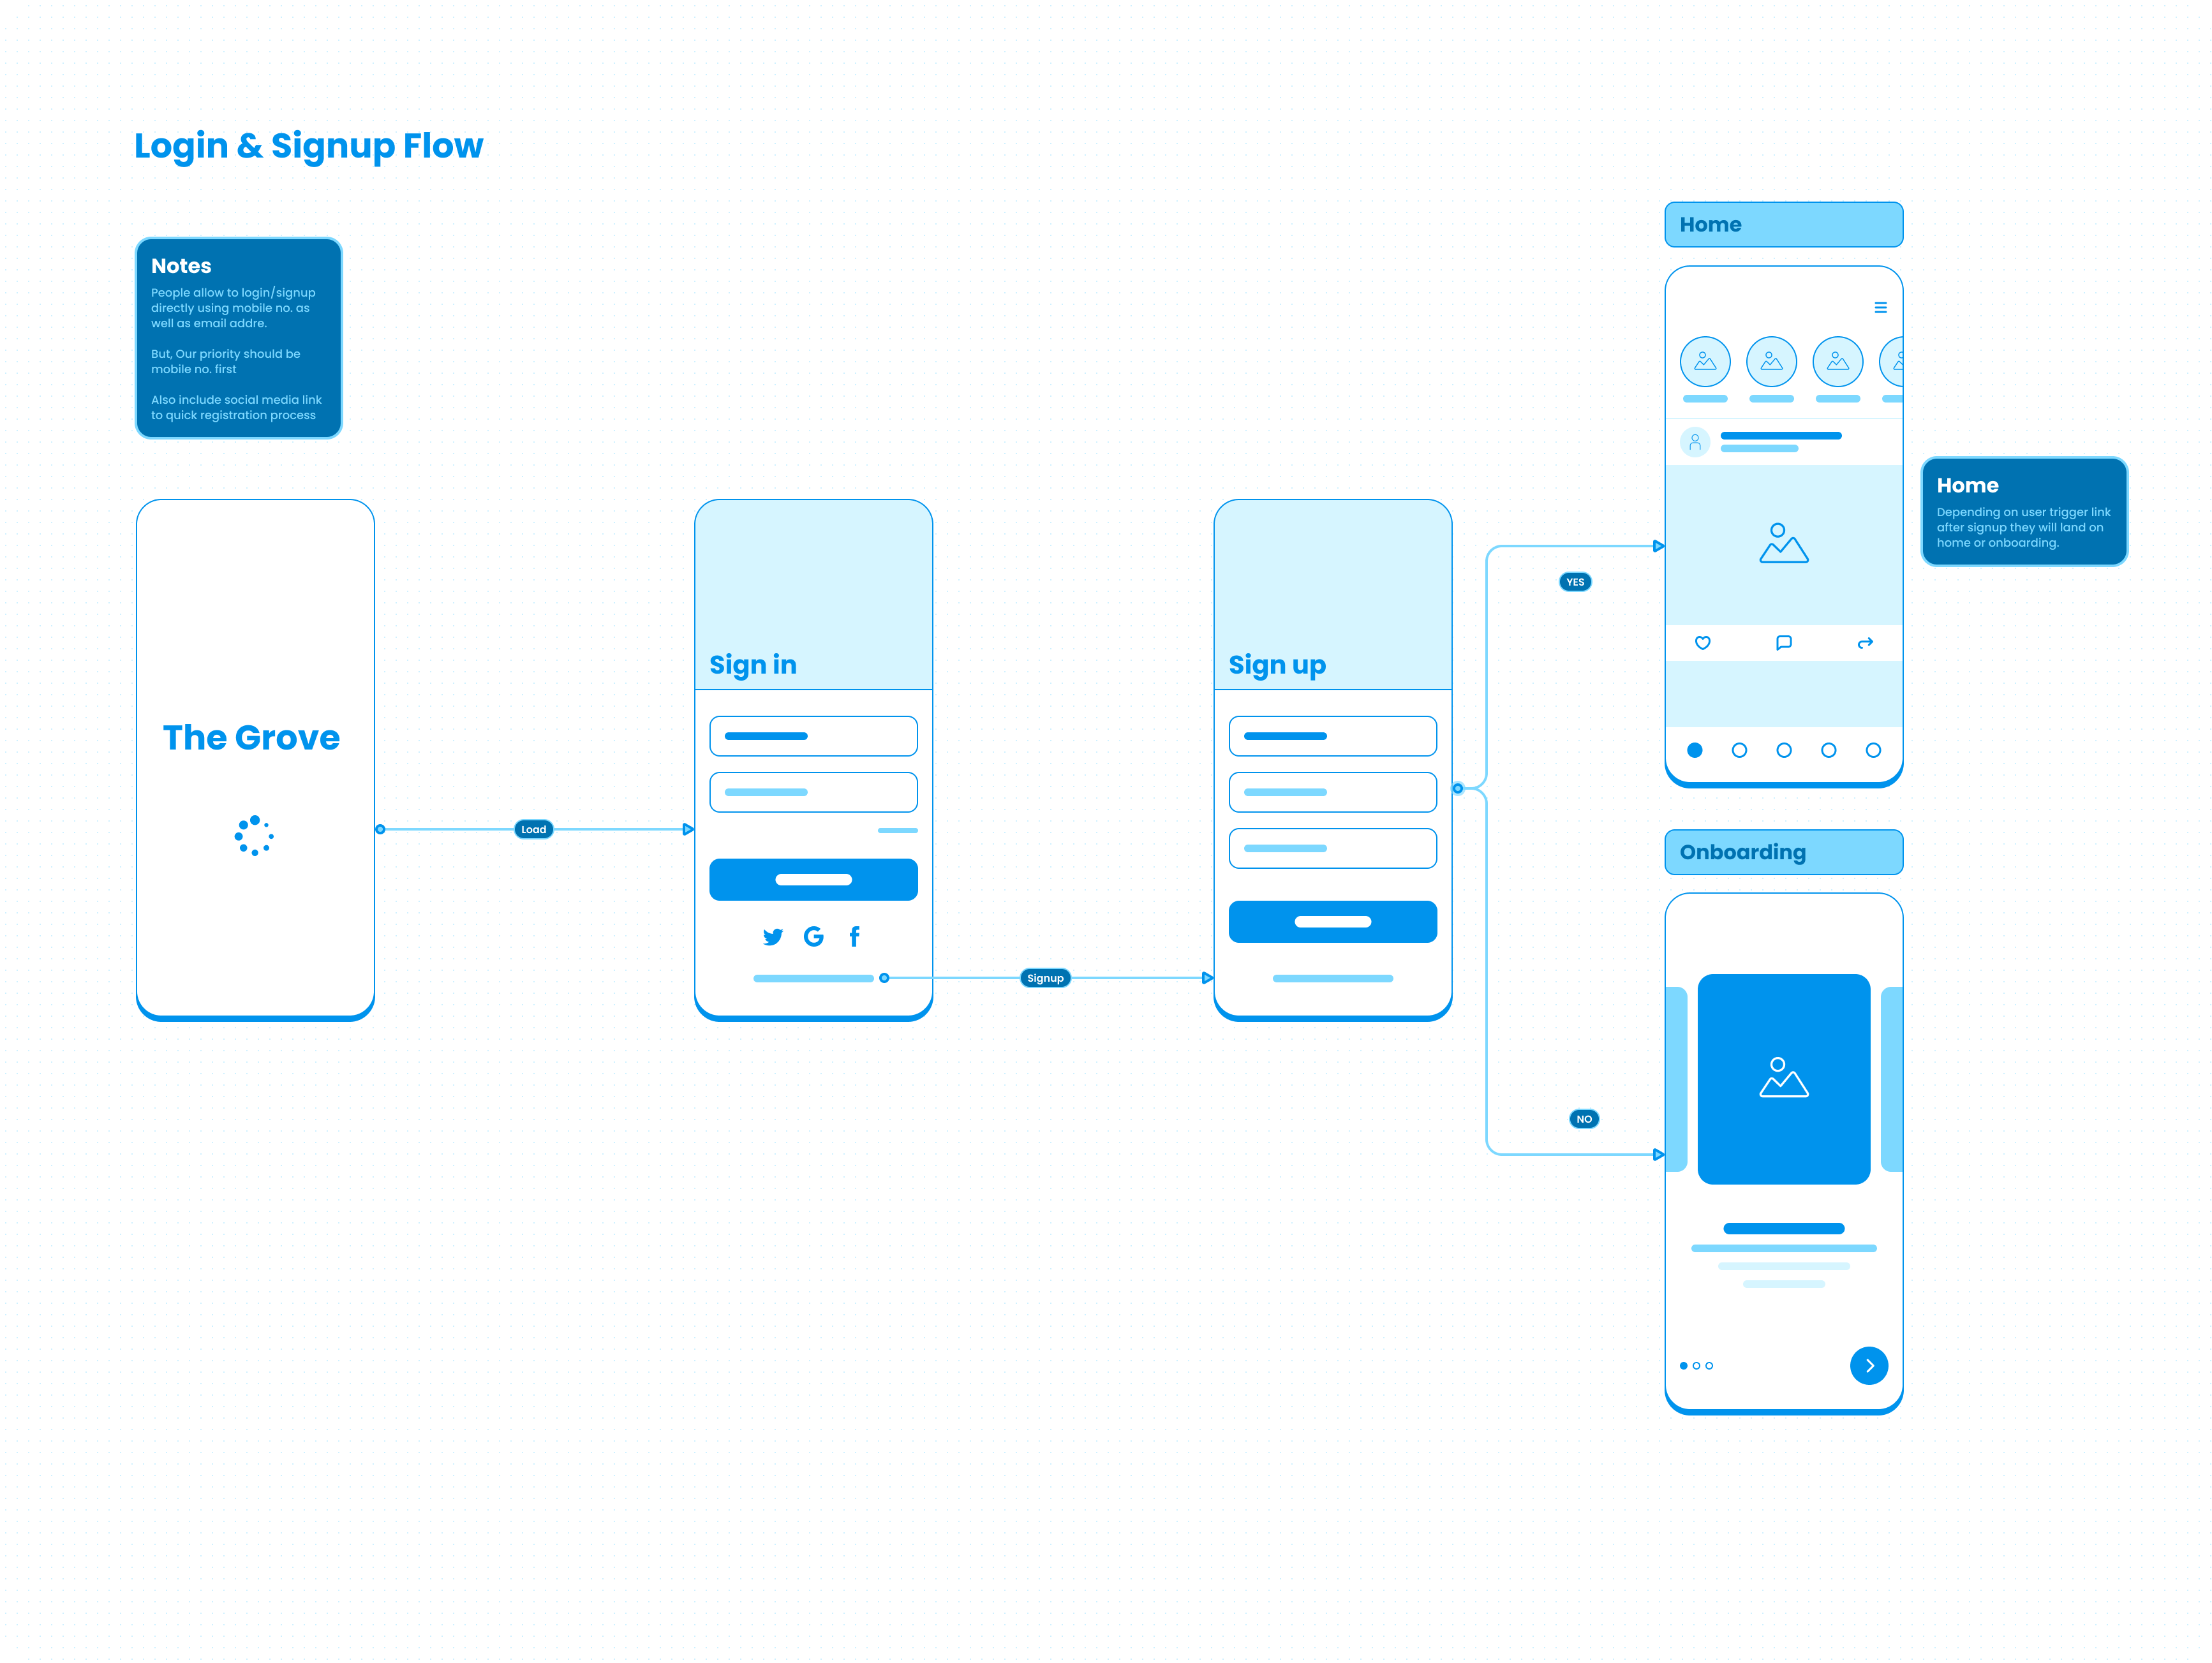 Login & Signup Flow
Notes
People allow to login/signup
directly using mobile no. as
well as email addre.
But, Our priority should be
mobile no. first
Also include social media link
to quick registration process
The Grove
Load
Sign in
Signup
Sign up
YES
NO
Home
Home
Depending on user trigger link
after signup they will land on
home or onboarding.
Onboarding